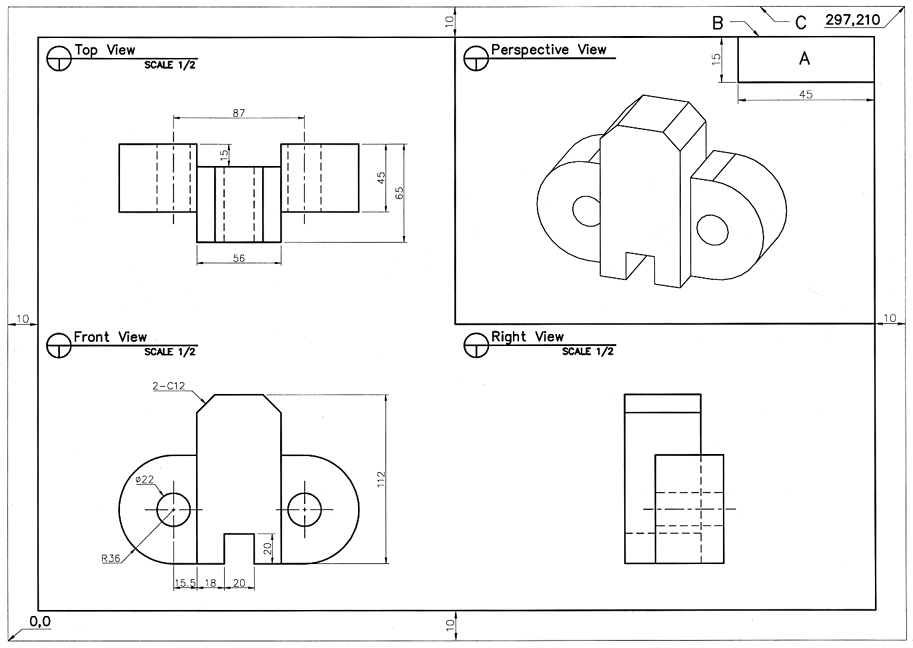 10
B
C
297,210
Top View
SCALE 1/2
Perspective View
15
A
45
87
15
45
65
56
10
10
Front View
SCALE 1/2
Right View
SCALE 1/2
2-C12
ø22
112
R36
20
15.5
18
20
0,0
10